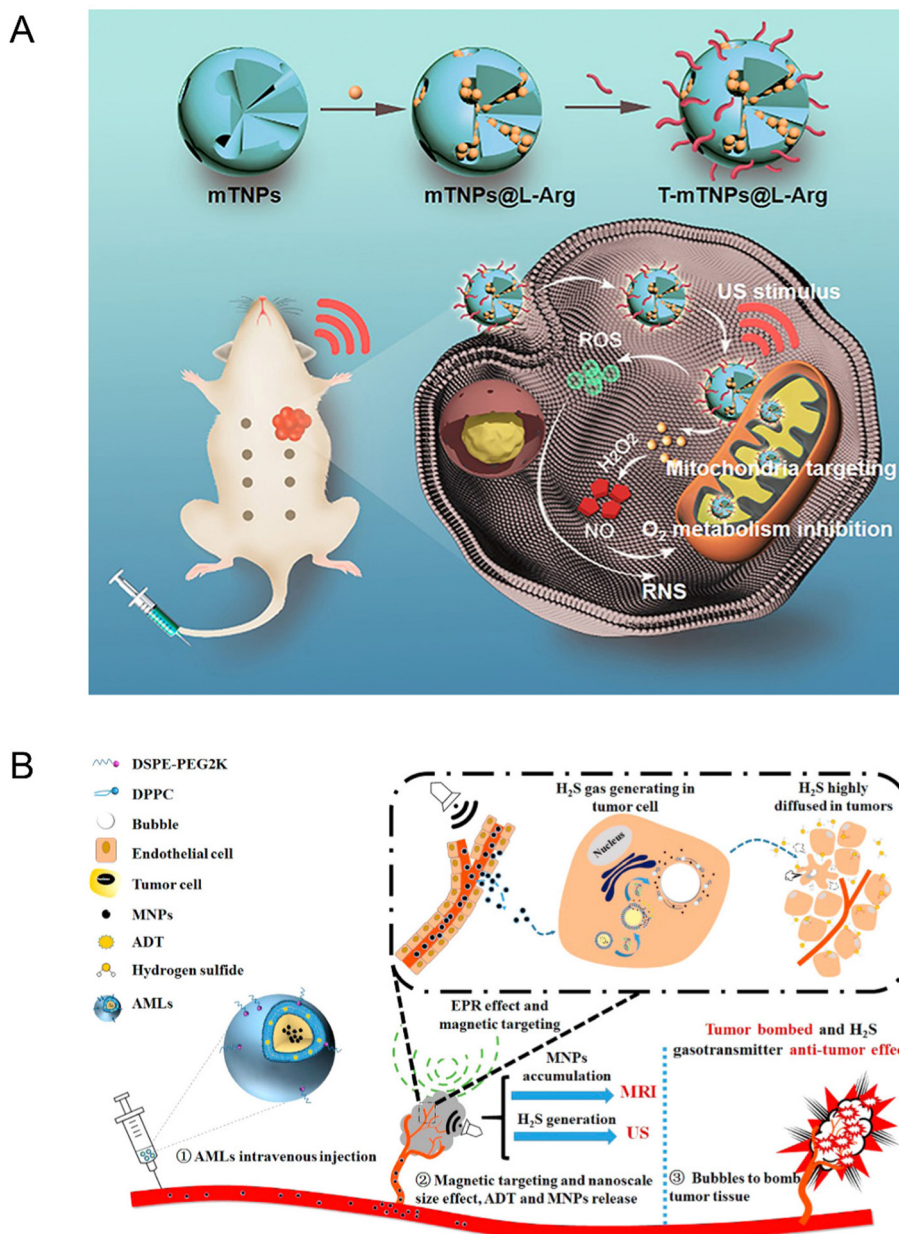 A
mTNPs
mTNPs@L-Arg
T-mTNPs@L-Arg
US stimulus
ROS
H2O2
Mitochondria targeting
NO
O2 metabolism inhibition
RNS
B
DSPE-PEG2K
DPPC
Bubble
Endothelial cell
Tumor cell
MNPs
ADT
Hydrogen sulfide
AMLs
H2S gas generating in
tumor cell
H2S highly
diffused in tumors
Nucleus
EPR effect and
magnetic targeting
MNPs
accumulation
MRI
H2S generation
US
Tumor bombed and H2S
gasotransmitter anti-tumor effec
① AMLs intravenous injection
② Magnetic targeting and nanoscale
size effect, ADT and MNPs release
③ Bubbles to bomb
tumor tissue